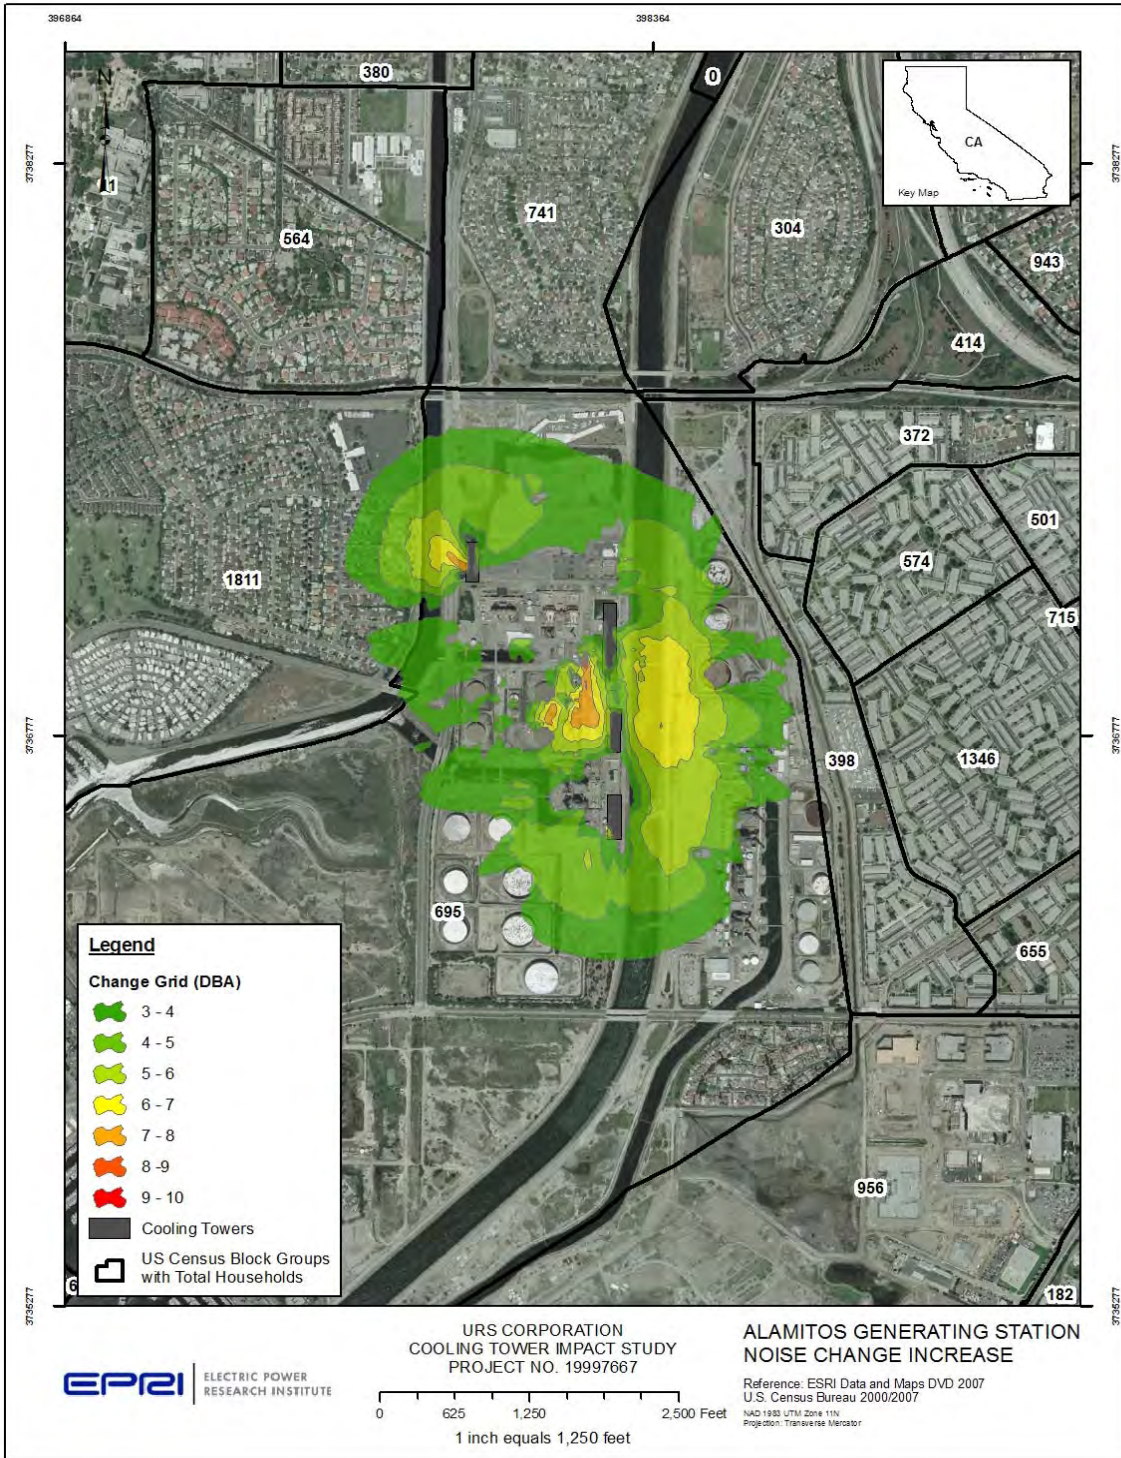 396864
398364
3738277
3738277
N
380
0
CA
Key Map
741
564
304
943
414
372
501
574
1811
715
3736777
3736777
398
1346
695
655
Legend
Change Grid (DBA)
3 - 4
4 - 5
5 - 6
6 - 7
7 - 8
8 -9
9 - 10
Cooling Towers
US Census Block Groups
with Total Households
956
6
182
3735277
3735277
EPRI
ELECTRIC POWER
RESEARCH INSTITUTE
URS CORPORATION
COOLING TOWER IMPACT STUDY
PROJECT NO. 19997667
0 625 1,250 2,500 Feet
1 inch equals 1,250 feet
ALAMITOS GENERATING STATION
NOISE CHANGE INCREASE
Reference: ESRI Data and Maps DVD 2007
U.S. Census Bureau 2000/2007
NAD 1983 UTM Zone 11N
Projection: Transverse Mercator